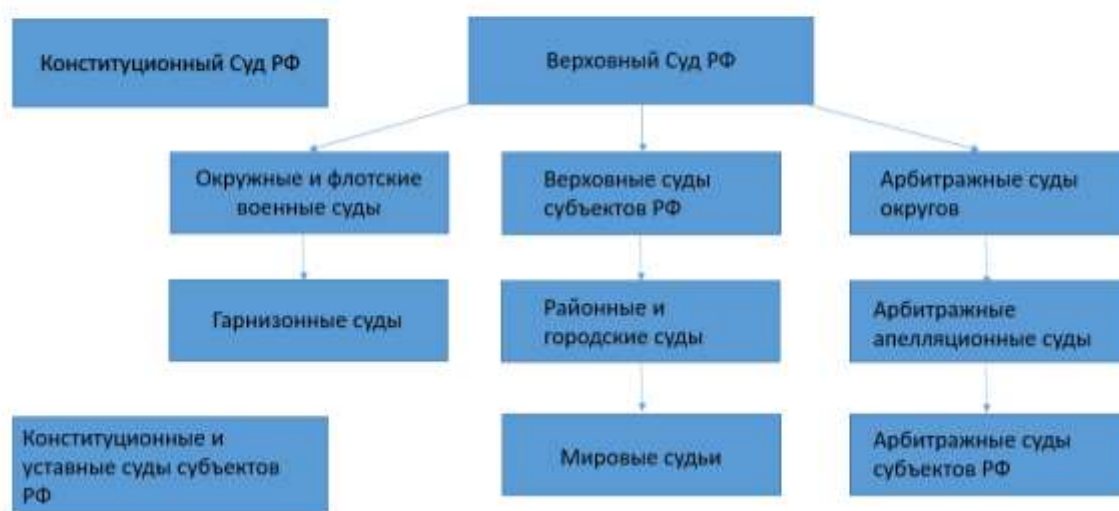 Конституционный Суд РФ
Верховный Суд РФ
Окружные и флотские
военные суды
Верховные суды
субъектов РФ
Арбитражные суды
округов
Гарнизонные суды
Районные и
городские суды
Арбитражные
апелляционные суды
Конституционные и
уставные суды субъектов
РФ
Мировые судьи
Арбитражные суды
субъектов РФ